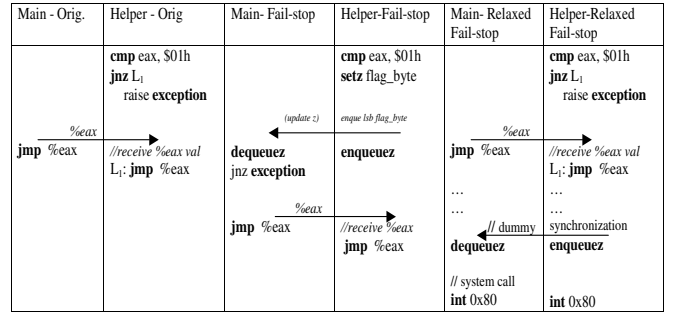 Main - Orig. Helper - Orig Main- Fail-stop Helper-Fail-stop Main- Relaxed Fail-stop Helper-Relaxed Fail-stop
cmp eax, $01h
jnz L1
raise exception
%eax
jmp %eax
//receive %eax val
L1: jmp %eax
cmp eax, $01h
setz flag_byte
(update z) enque lsb flag_byte
dequeuez
enqueuez
jnz exception
%eax
jmp %eax
//receive %eax
jmp %eax
cmp eax, $01h
jnz L1
raise exception
%eax
jmp %eax
//receive %eax val
L1: jmp %eax
… …
… …
// dummy synchronization
dequeuez enqueuez
// system call
int 0x80 int 0x80